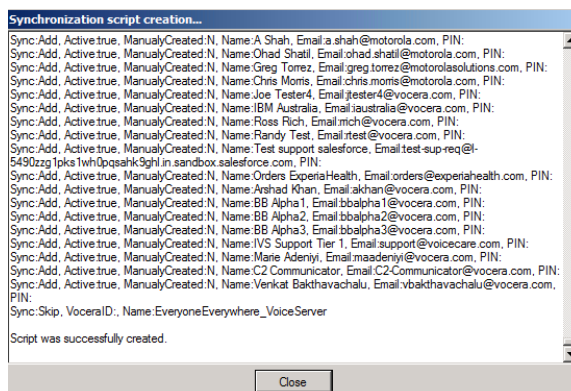 Synchronization script creation...
Sync:Add, Active:true, ManualyCreated:N, Name:A Shah, Email:a.shah@motorola.com, PIN:
Sync:Add, Active:true, ManualyCreated:N, Name:Ohad Shatil, Email:ohad.shatil@motorola.com, PIN:
Sync:Add, Active:true, ManualyCreated:N, Name:Greg Torrez, Email:greg.torrez@motorolasolutions.com, PIN:
Sync:Add, Active:true, ManualyCreated:N, Name:Chris Morris, Email:chris.morris@motorola.com, PIN:
Sync:Add, Active:true, ManualyCreated:N, Name:Joe Tester4, Email:jtester4@vocera.com, PIN:
Sync:Add, Active:true, ManualyCreated:N, Name:IBM Australia, Email:iaustralia@vocera.com, PIN:
Sync:Add, Active:true, ManualyCreated:N, Name:Ross Rich, Email:rrich@vocera.com, PIN:
Sync:Add, Active:true, ManualyCreated:N, Name:Randy Test, Email:rtest@vocera.com, PIN:
Sync:Add, Active:true, ManualyCreated:N, Name:Test support salesforce, Email:test-sup-req@l-
5490zzg1pks1wh0pqsahk9ghl.in.sandbox.salesforce.com, PIN:
Sync:Add, Active:true, ManualyCreated:N, Name:Orders ExperiaHealth, Email:orders@experiahealth.com, PIN:
Sync:Add, Active:true, ManualyCreated:N, Name:Arshad Khan, Email:akhan@vocera.com, PIN:
Sync:Add, Active:true, ManualyCreated:N, Name:BB Alpha1, Email:bbalpha1@vocera.com, PIN:
Sync:Add, Active:true, ManualyCreated:N, Name:BB Alpha2, Email:bbalpha2@vocera.com, PIN:
Sync:Add, Active:true, ManualyCreated:N, Name:BB Alpha3, Email:bbalpha3@vocera.com, PIN:
Sync:Add, Active:true, ManualyCreated:N, Name:IVS Support Tier 1, Email:support@voicecare.com, PIN:
Sync:Add, Active:true, ManualyCreated:N, Name:Marie Adeniyi, Email:maadeniyi@vocera.com, PIN:
Sync:Add, Active:true, ManualyCreated:N, Name:C2 Communicator, Email:C2-Communicator@vocera.com, PIN:
Sync:Add, Active:true, ManualyCreated:N, Name:Venkat Bakthavachalu, Email:vbakthavachalu@vocera.com,
PIN:
Sync:Skip, VoceraID:, Name:EveryoneEverywhere_VoiceServer
Script was successfully created.
Close